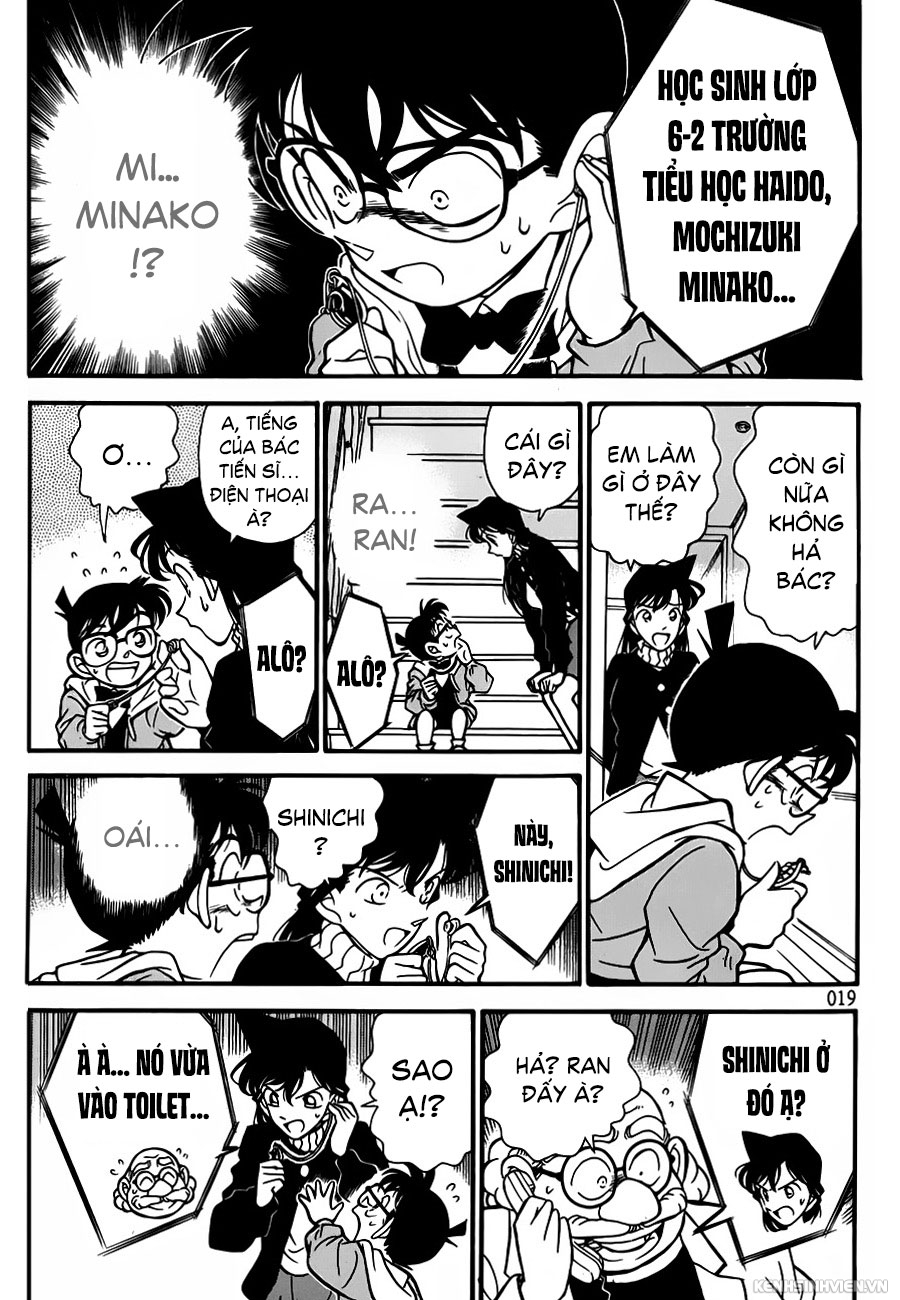 HỌC SINH LỚP
6-2 TRƯỜNG
TIỂU HỌC HAIDO,
MOCHIZUKI
MINAKO...
MI...
MINAKO
!?
CÒN GÌ
NỮA
KHÔNG
HẢ
BÁC?
EM LÀM
GÌ Ở ĐÂY
THẾ?
CÁI GÌ
ĐÂY?
RA...
RAN!
ALÔ?
A, TIẾNG
CỦA BÁC
TIẾN SĨ...
ĐIỆN THOẠI
À?
ALÔ?
Ơ...
NÀY,
SHINICHI!
SHINICHI
?
OÁI...
019
SHINICHI Ở
ĐÓ Ạ?
HẢ? RAN
ĐẤY À?
SAO
Ạ!?
À À... NÓ VỪA
VÀO TOILET...
KENHSINHVIEN.VN